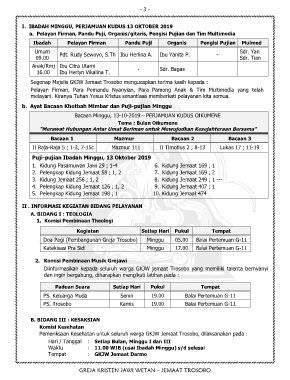 - 3 -
I. IBADAH MINGGU, PERJAMUAN KUDUS 13 OKTOBER 2019
a. Pelayan Firman, Pandu Puji, Organis/gitaris, Pengisi Pujian dan Tim Multimedia
Ibadah Pelayan Firman Pandu Puji Organis Pengisi Pujian Mulmed
Umum 09.00 Pdt. Rudy Sowoyo, S.Th Ibu Herlina A. Ibu Yanita P. - Sdr. Yan Sdr. Tian
Anak/Rmj 16.00 Ibu Citra Utami Ibu Herlyn Vikalina T. - Sdr. Bagas
Segenap Majelis GKJW Jemaat Trosobo mengucapkan terima kasih kepada :
Pelayan Firman, Para Pemandu Nyanyian, Para Pamong Anak & Tim Multimedia yang telah
melayani. Kiranya Tuhan Yesus Kristus senantiasa memberkati pelayanan kita semua.
b. Ayat Bacaan Khotbah Mimbar dan Puji-pujian Minggu
Bacaan Minggu, 13-10-2019 - PERJAMUAN KUDUS OIKUMENE
Tema : Bulan Oikumene
"Merawat Hubungan Antar Umat Beriman untuk Mewujudkan Kesejahteraan Bersama"
Bacaan 1 Mazmur Bacaan 2 Bacaan 3
II Raja-Raja 5 ; 1-3, 7-15c Mazmur 111 II Timotius 2 ; 8-13 Lukas 17 ; 11-19
Puji-pujian Ibadah Minggu, 13 Oktober 2019
1. Kidung Pasamuwan Jawi 29 ; 1-4
2. Pelengkap Kidung Jemaat 58 ; 1, 2
3. Kidung Jemaat 256 ; 1, 2
4. Pelengkap Kidung Jemaat 126 ; 1, 2
5. Pelengkap Kidung Jemaat 198 ; 1
6. Kidung Jemaat 169 ; 1
7. Kidung Jemaat 168 ; 2
8. Kidung Jemaat 249 ; 1 ---
9. Kidung Jemaat 407 ; 1
10. Kidung Jemaat 474
II. INFORMASI KEGIATAN BIDANG PELAYANAN
A. BIDANG I : TEOLOGIA
1. Komisi Pembinaan Theologi
Kegiatan Setiap Hari Pukul Tempat
Doa Pagi (Pembangunan Greja Trosobo) Minggu 05.00 Balai Pertemuan G-11
Katekisasi Pra Sidi Minggu 17.00 Balai Pertemuan G-11
2. Komisi Pembinaan Musik Grejawi
Diinformasikan kepada seluruh warga GKJW Jemaat Trosobo yang memiliki talenta bernyanyi
dan ingin bergabung, diharapkan mengikuti latihan pada :
Paduan Suara Setiap Hari Pukul Tempat
PS. Keluarga Muda Senin 19.00 Balai Pertemuan G-11
PS. Trosobo Kamis 19.00 Balai Pertemuan G-11
B. BIDANG III : KESAKSIAN
Komisi Kesehatan
Pemeriksaan Kesehatan untuk seluruh warga GKJW Jemaat Trosobo, dilaksanakan pada :
Hari / Tanggal : Setiap Bulan, Minggu I dan III
Waktu : 11.00 WIB (usai Ibadah Minggu) s/d selesai
Tempat : GKJW Jemaat Darmo
GREJA KRISTEN JAWI WETAN - JEMAAT TROSOBO